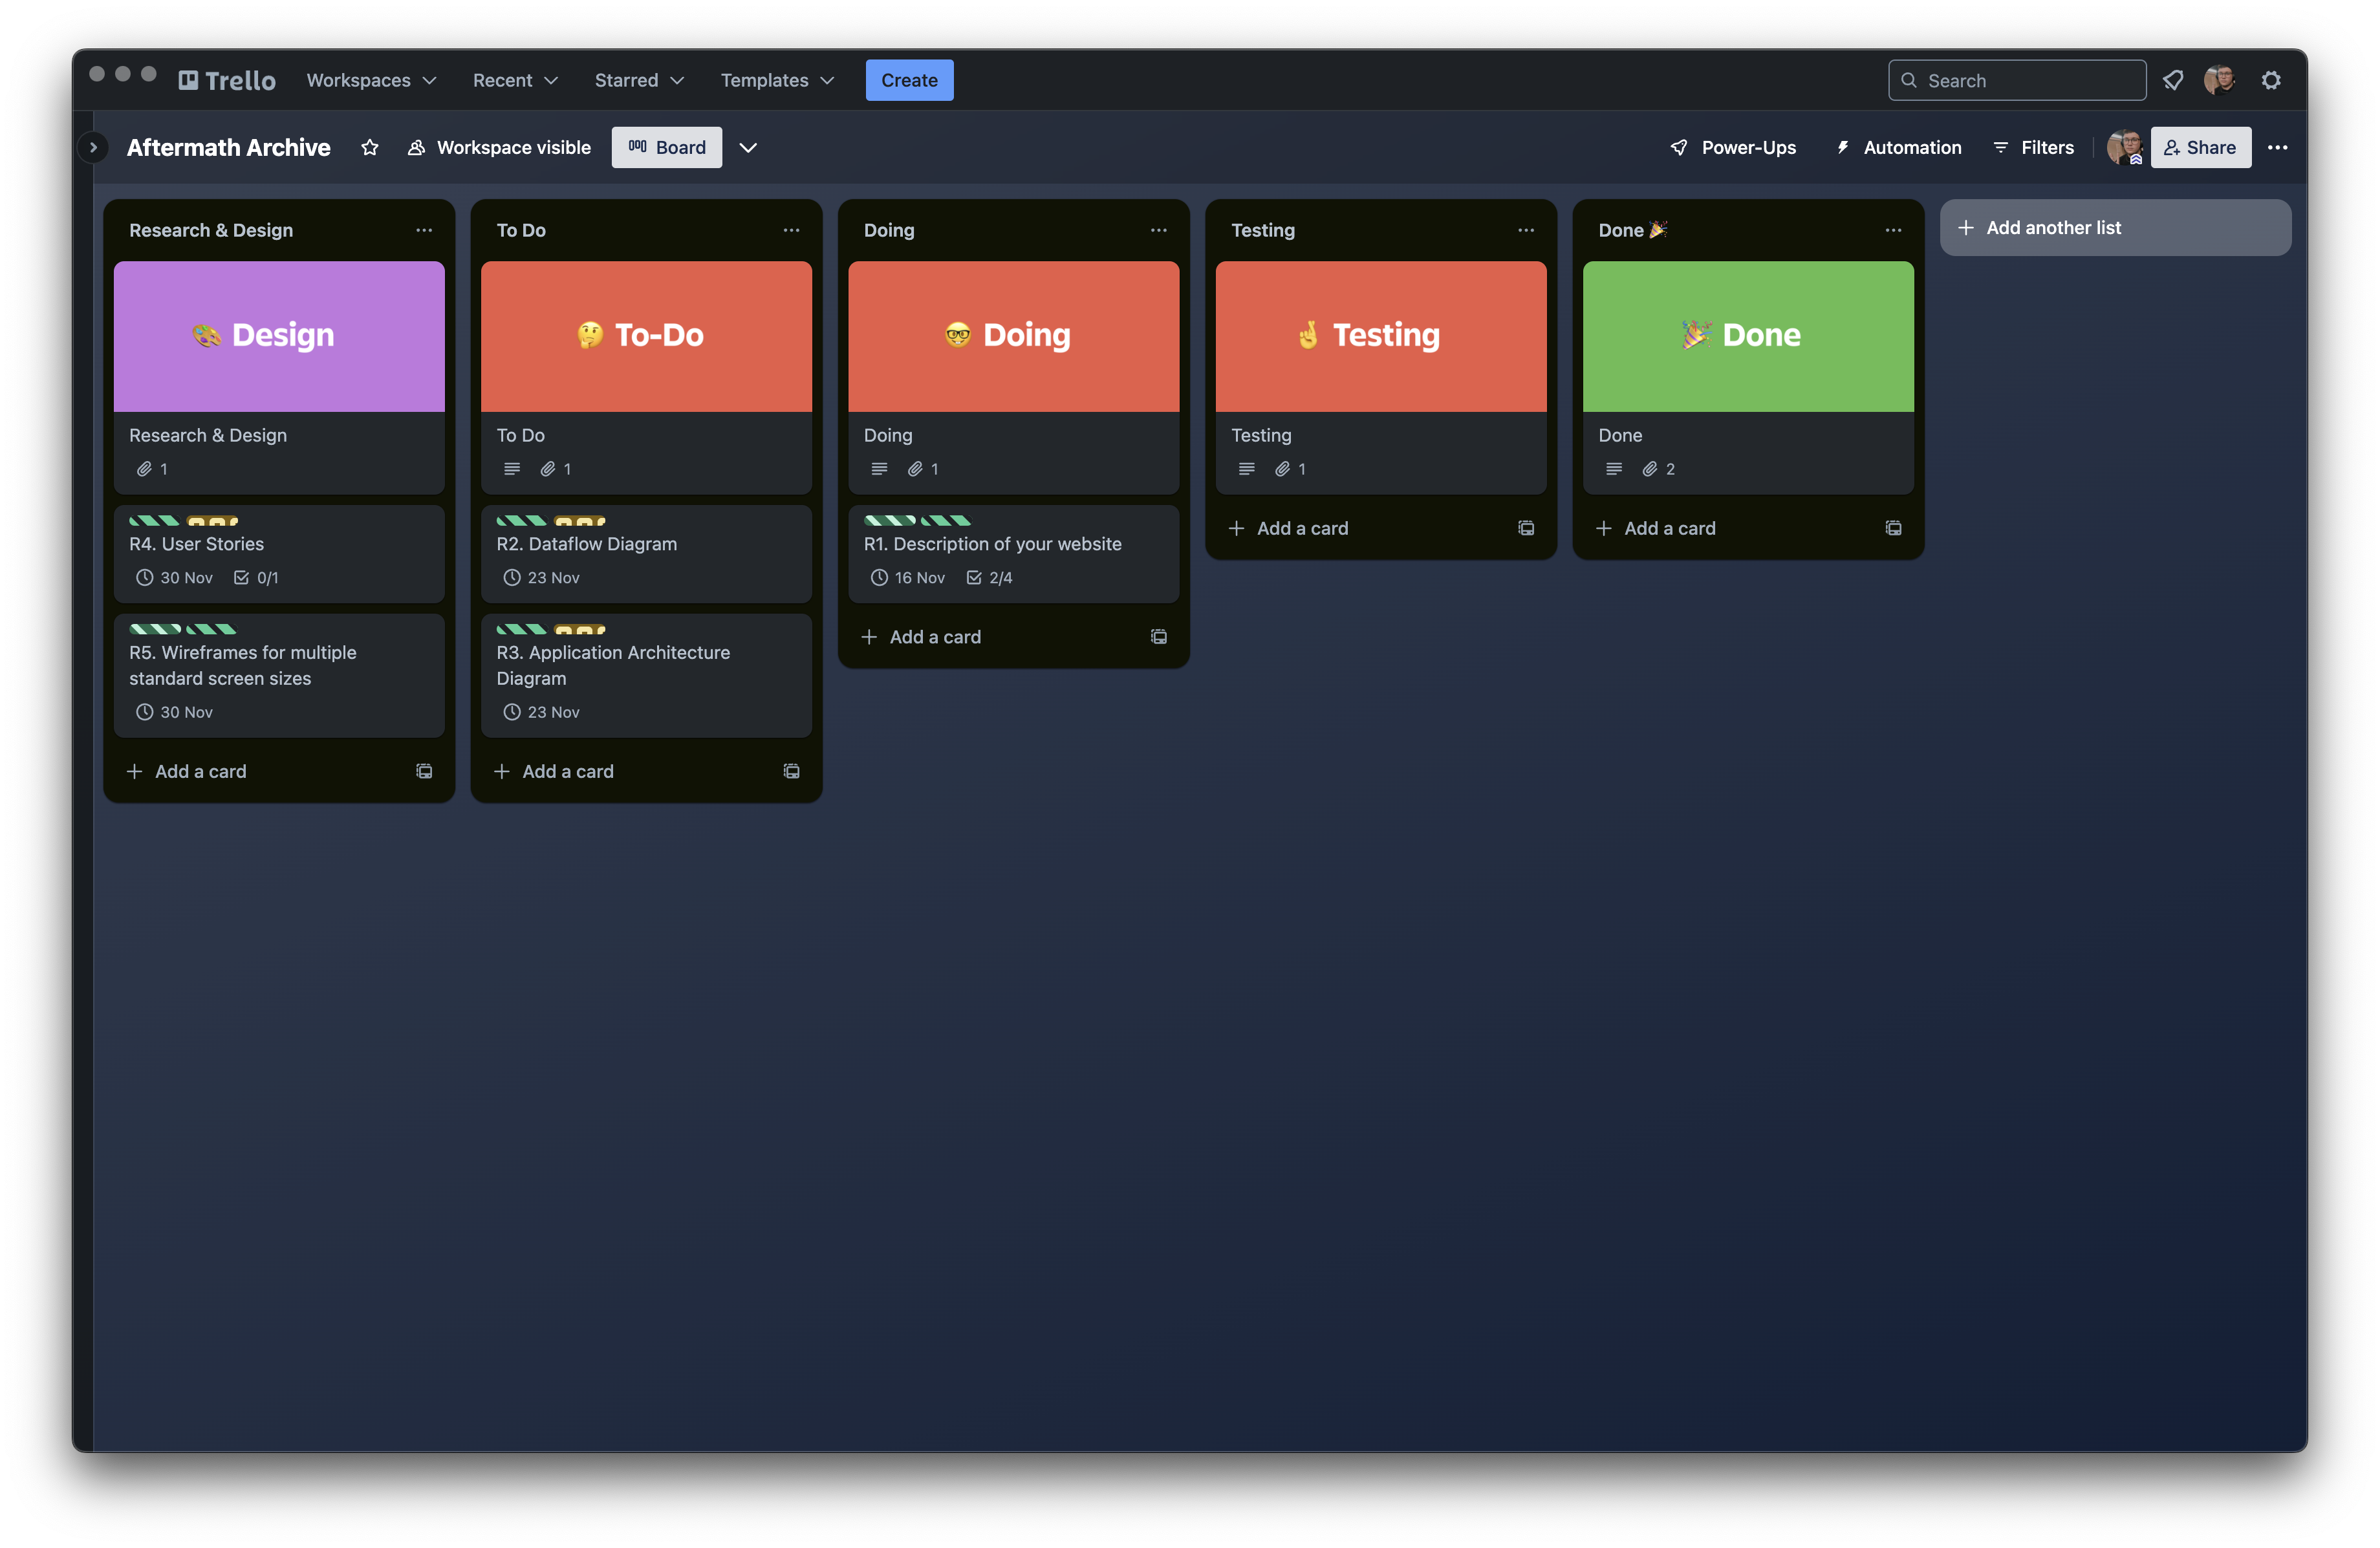 Trello Workspaces Recent Starred Templates Create Search
Aftermath Archive Workspace visible Board Power-Ups Automation Filters Share
Research & Design
🎨 Design
Research & Design
1
R4. User Stories
30 Nov 0/1
R5. Wireframes for multiple
standard screen sizes
30 Nov
+ Add a card
To Do
🤔 To-Do
To Do
1
R2. Dataflow Diagram
23 Nov
R3. Application Architecture
Diagram
23 Nov
+ Add a card
Doing
🤓 Doing
Doing
1
R1. Description of your website
16 Nov 2/4
+ Add a card
Testing
🤞 Testing
Testing
1
+ Add a card
Done 🎉
🎉 Done
Done
2
+ Add a card
+ Add another list